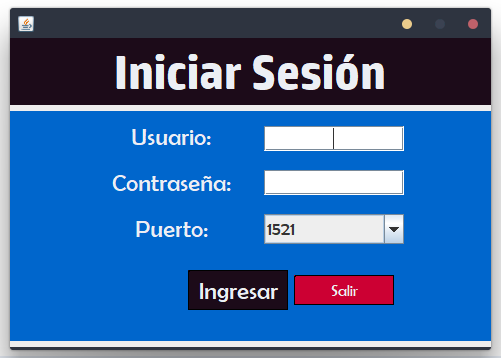 Iniciar Sesión
Usuario:
Contraseña:
Puerto: 1521
Ingresar Salir